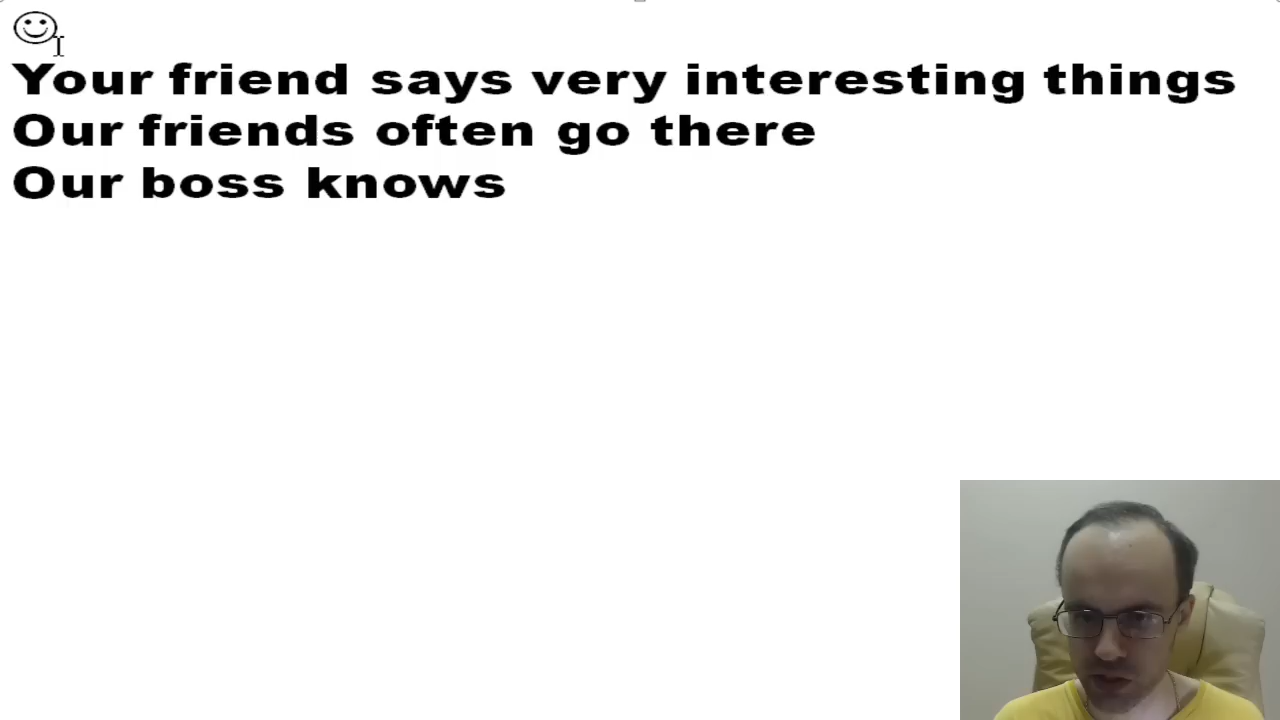 Your friend says very interesting things
Our friends often go there
Our boss knows